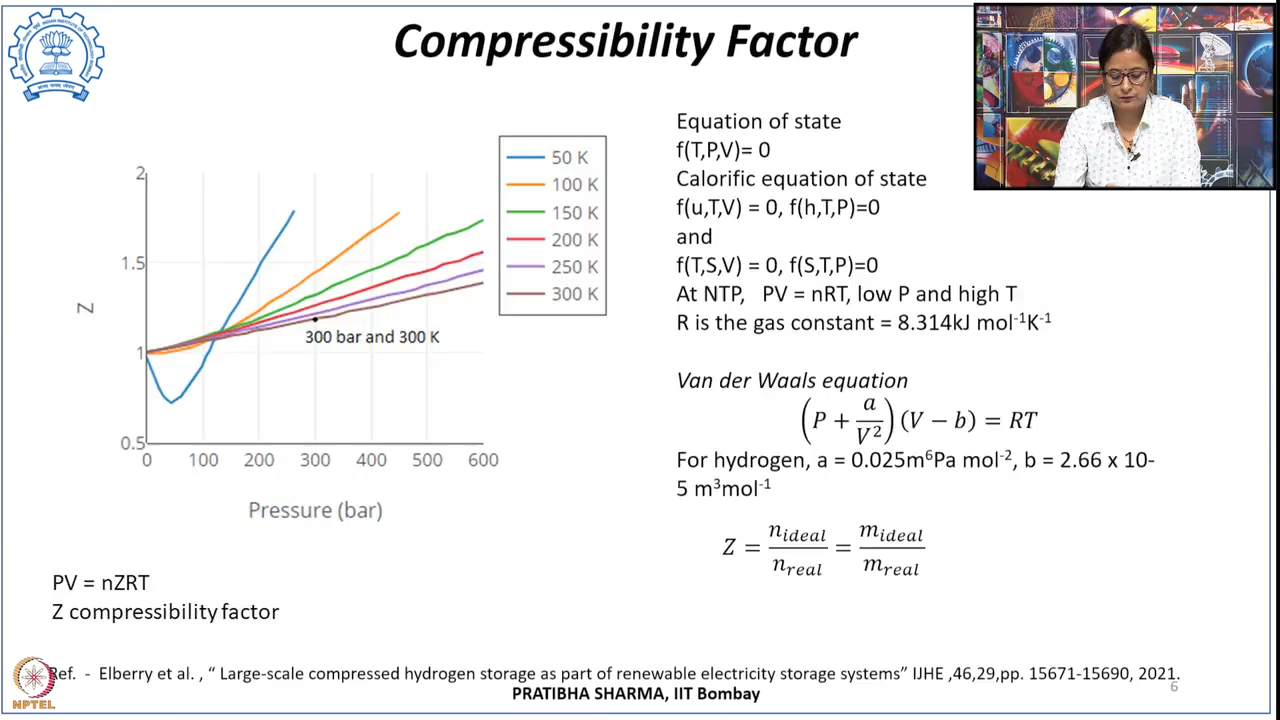 Compressibility Factor
2
1.5
1
0.5
Z
0
100
200
300
400
500
600
Pressure (bar)
50 K
100 K
150 K
200 K
250 K
300 K
300 bar and 300 K
PV = nZRT
Z compressibility factor
Equation of state
f(T,P,V)= 0
Calorific equation of state
f(u,T,V) = 0, f(h,T,P)=0
and
f(T,S,V) = 0, f(S,T,P)=0
At NTP, PV = nRT, low P and high T
R is the gas constant = 8.314kJ mol⁻¹K⁻¹
Van der Waals equation
(P + a/V²)(V − b) = RT
For hydrogen, a = 0.025m⁶Pa mol⁻², b = 2.66 x 10-
5 m³mol⁻¹
Z = n_ideal/n_real = m_ideal/m_real
Ref. - Elberry et al. , “ Large-scale compressed hydrogen storage as part of renewable electricity storage systems” IJHE ,46,29,pp. 15671-15690, 2021.
PRATIBHA SHARMA, IIT Bombay
6
NPTEL